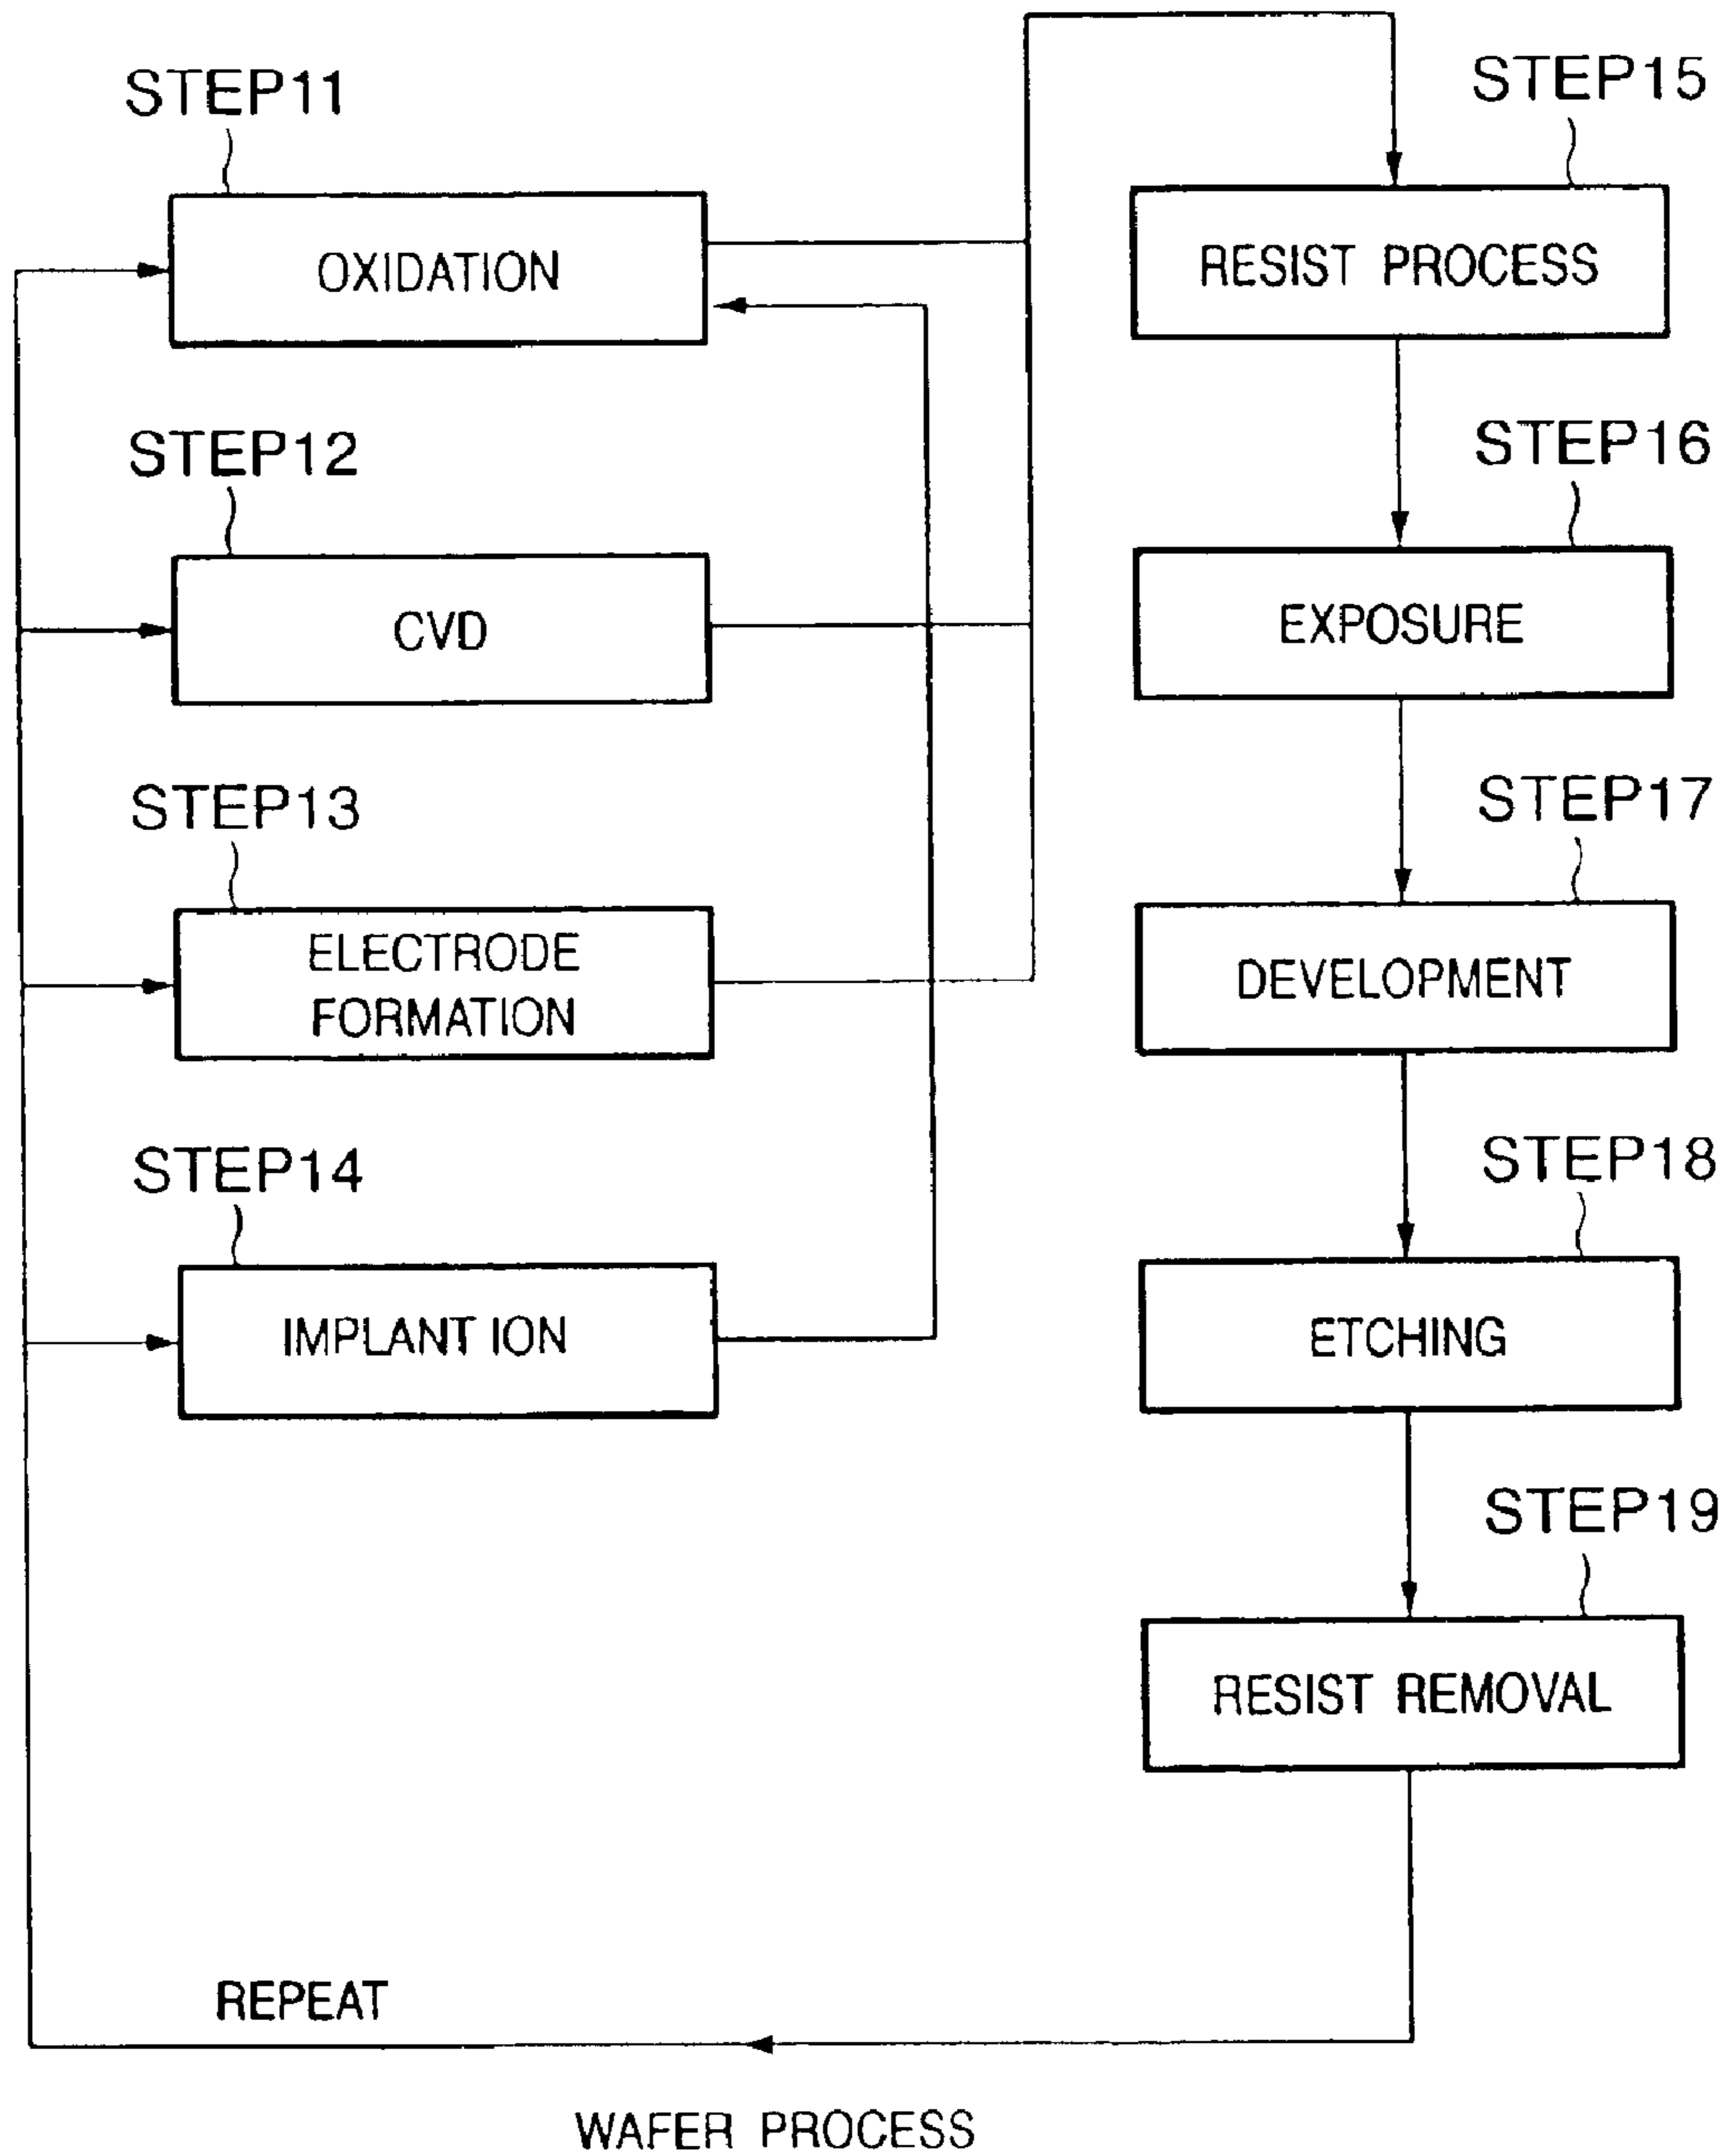 STEP11
OXIDATION
STEP12
CVD
STEP13
ELECTRODE
FORMATION
STEP14
IMPLANT ION
STEP15
RESIST PROCESS
STEP16
EXPOSURE
STEP17
DEVELOPMENT
STEP18
ETCHING
STEP19
RESIST REMOVAL
REPEAT
WAFER PROCESS